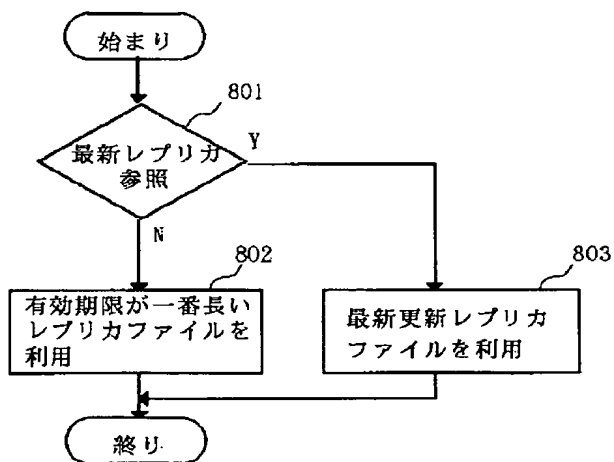 始まり
801
最新レプリカ
参照
Y
N
802
有効期限が一番長い
レプリカファイルを
利用
803
最新更新レプリカ
ファイルを利用
終り